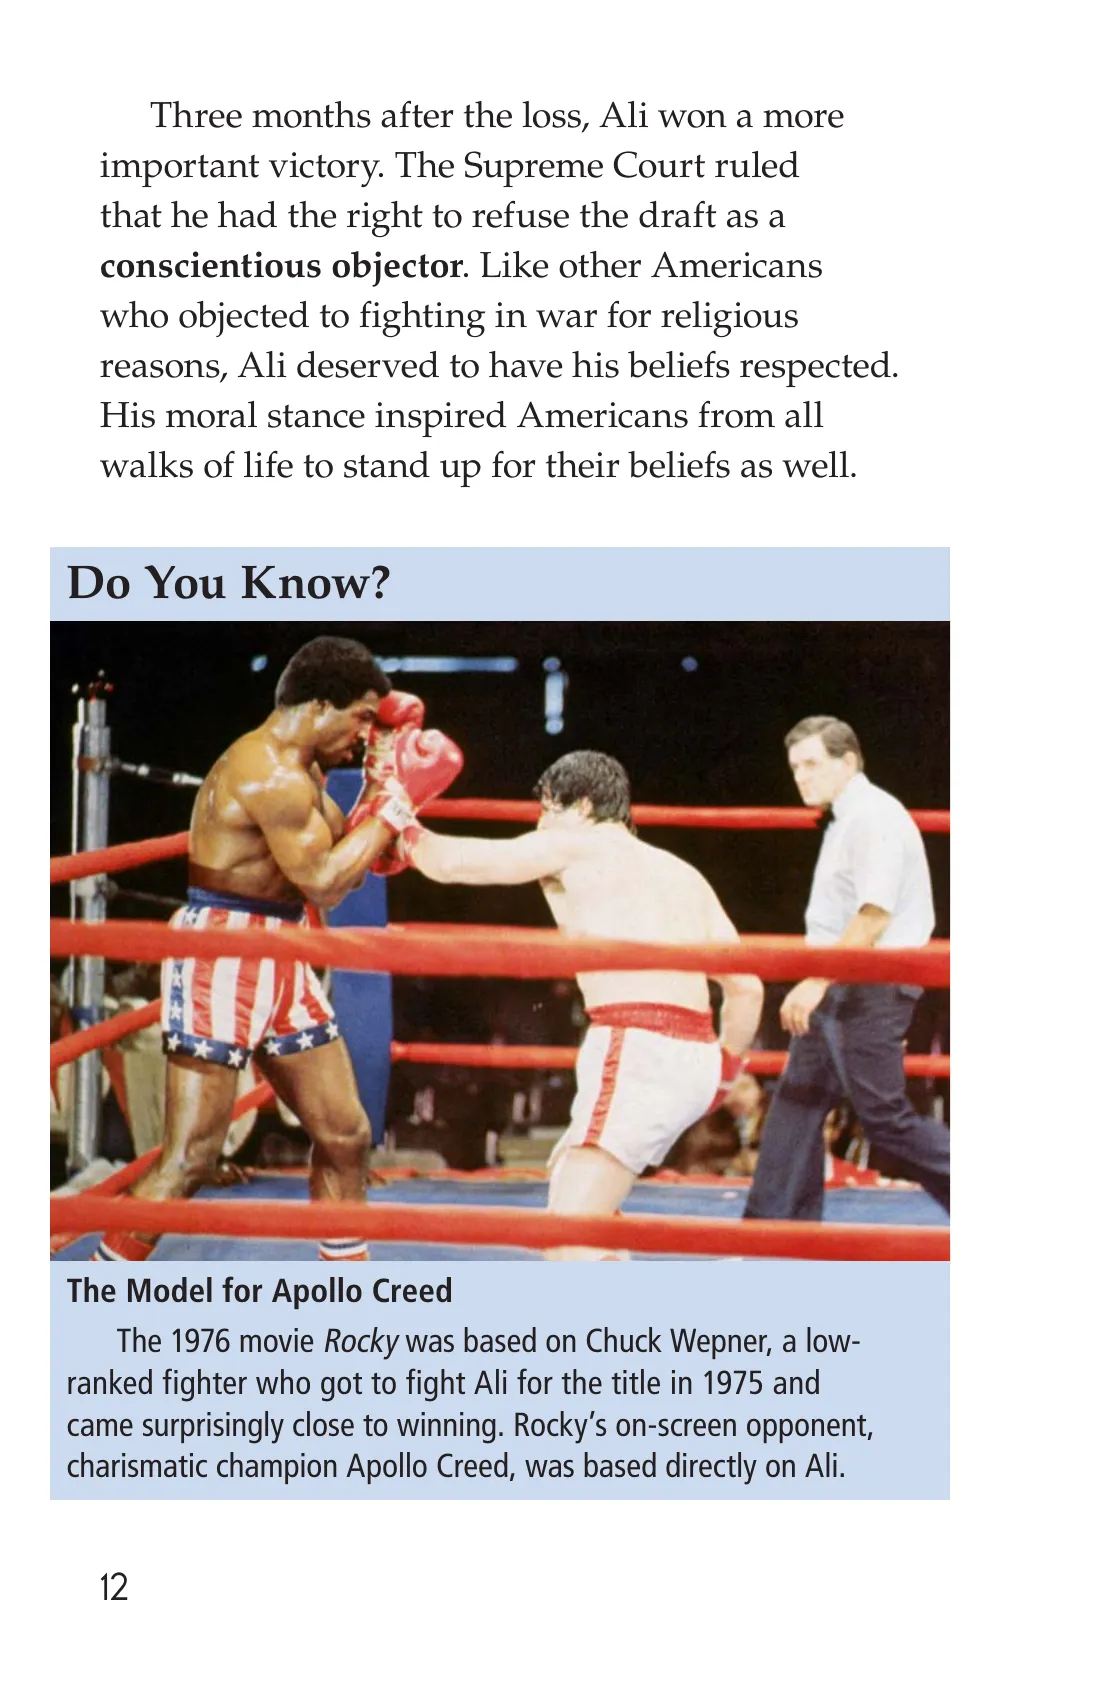 Three months after the loss, Ali won a more
important victory. The Supreme Court ruled
that he had the right to refuse the draft as a
conscientious objector. Like other Americans
who objected to fighting in war for religious
reasons, Ali deserved to have his beliefs respected.
His moral stance inspired Americans from all
walks of life to stand up for their beliefs as well.
Do You Know?
The Model for Apollo Creed
The 1976 movie Rocky was based on Chuck Wepner, a low-
ranked fighter who got to fight Ali for the title in 1975 and
came surprisingly close to winning. Rocky’s on-screen opponent,
charismatic champion Apollo Creed, was based directly on Ali.
12